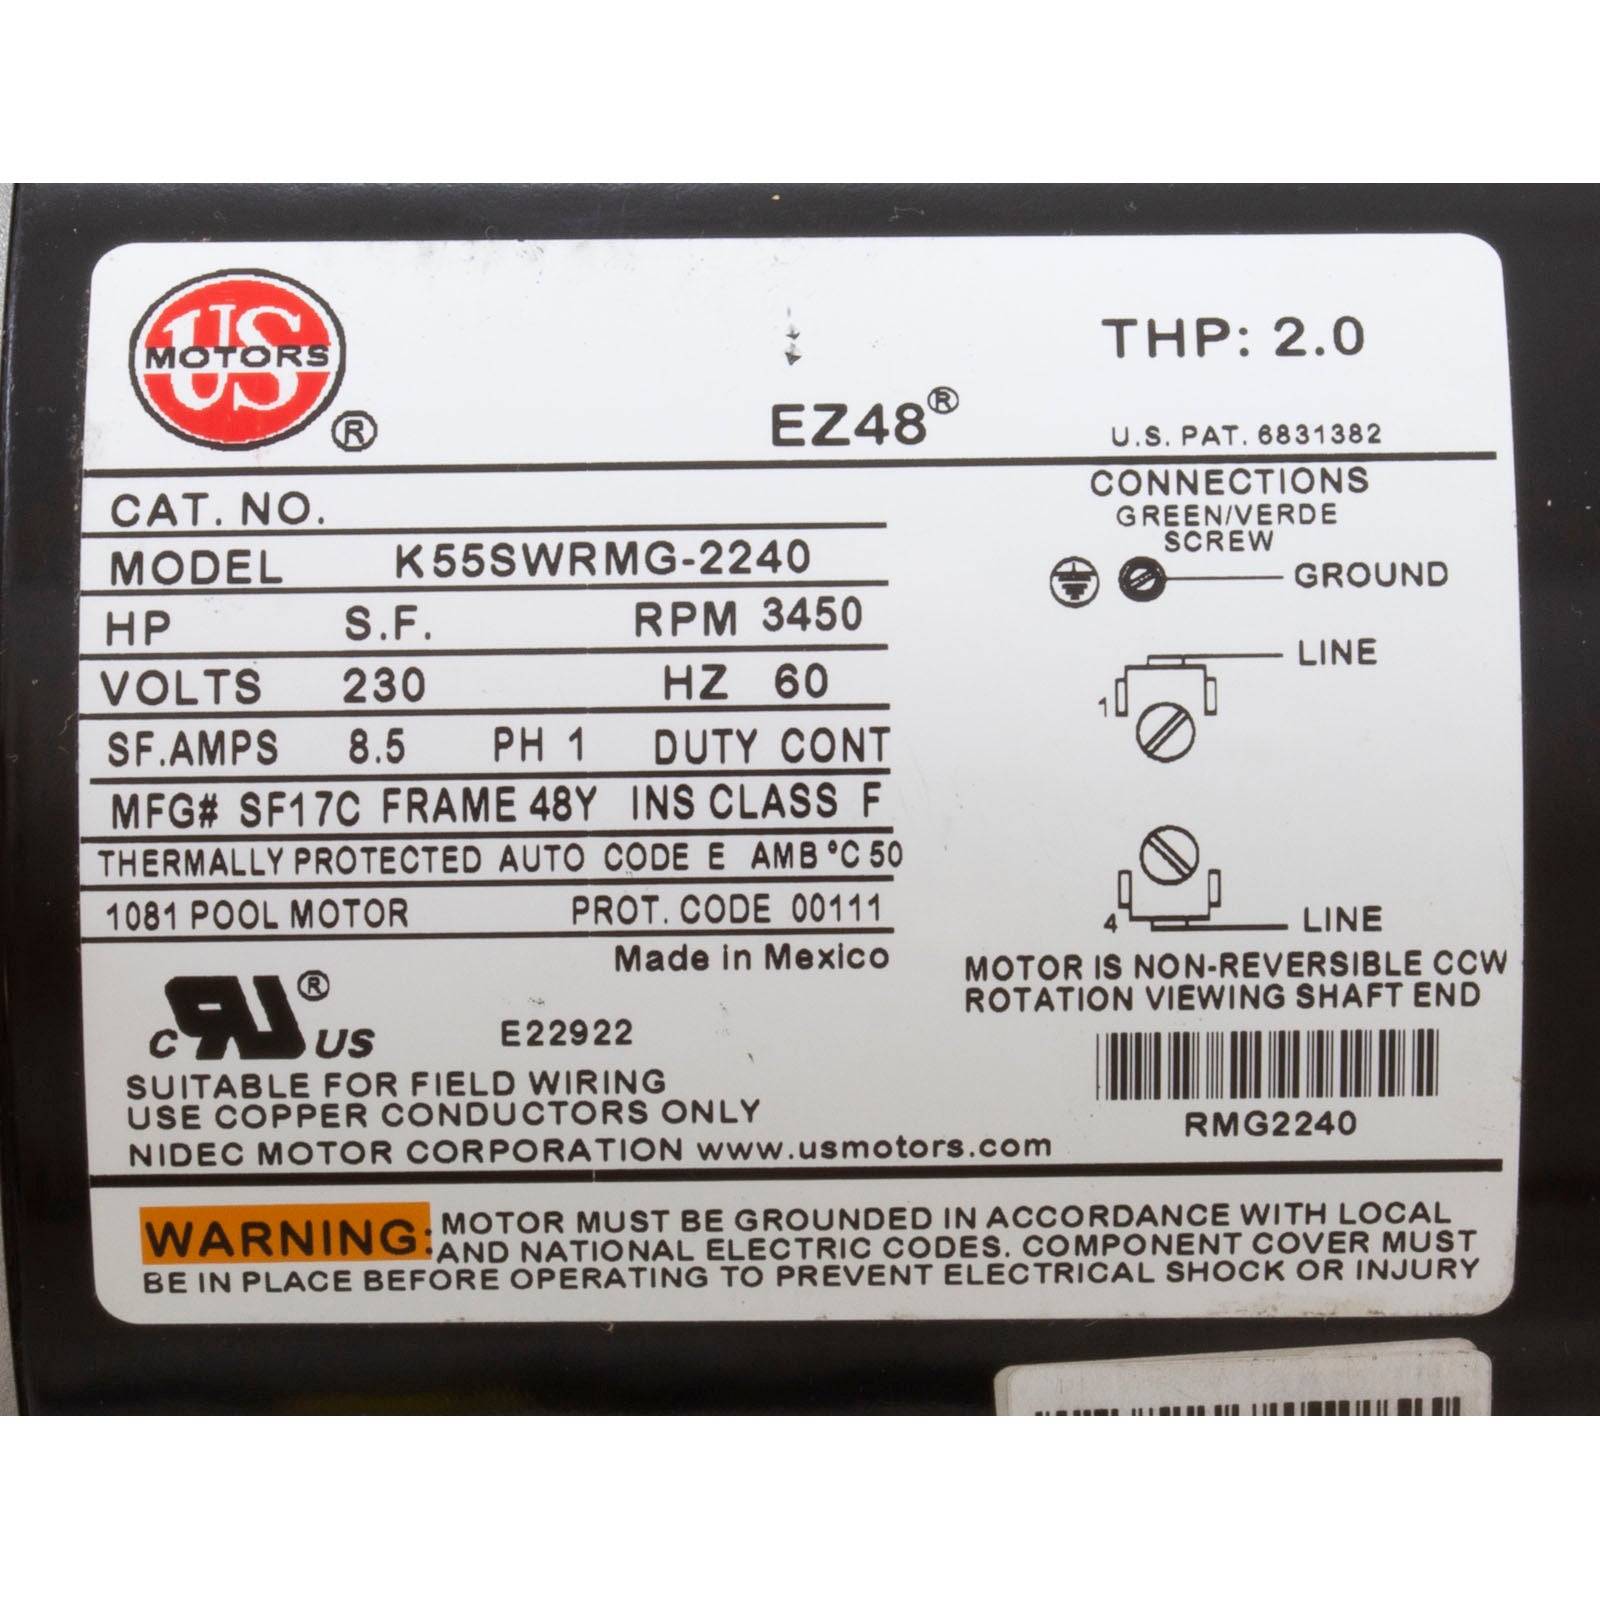 US
MOTORS
®
THP: 2.0
EZ48®
U.S. PAT. 6831382
CAT. NO.
MODEL K55SWRMG-2240
HP S.F. RPM 3450
VOLTS 230 HZ 60
SF.AMPS 8.5 PH 1 DUTY CONT
MFG# SF17C FRAME 48Y INS CLASS F
THERMALLY PROTECTED AUTO CODE E AMB °C 50
1081 POOL MOTOR PROT. CODE 00111
Made in Mexico
CONNECTIONS
GREEN/VERDE
SCREW
GROUND
LINE
1
4
LINE
MOTOR IS NON-REVERSIBLE CCW
ROTATION VIEWING SHAFT END
RMG2240
c RU ® US
E22922
SUITABLE FOR FIELD WIRING
USE COPPER CONDUCTORS ONLY
NIDEC MOTOR CORPORATION www.usmotors.com
WARNING: MOTOR MUST BE GROUNDED IN ACCORDANCE WITH LOCAL
AND NATIONAL ELECTRIC CODES. COMPONENT COVER MUST
BE IN PLACE BEFORE OPERATING TO PREVENT ELECTRICAL SHOCK OR INJURY